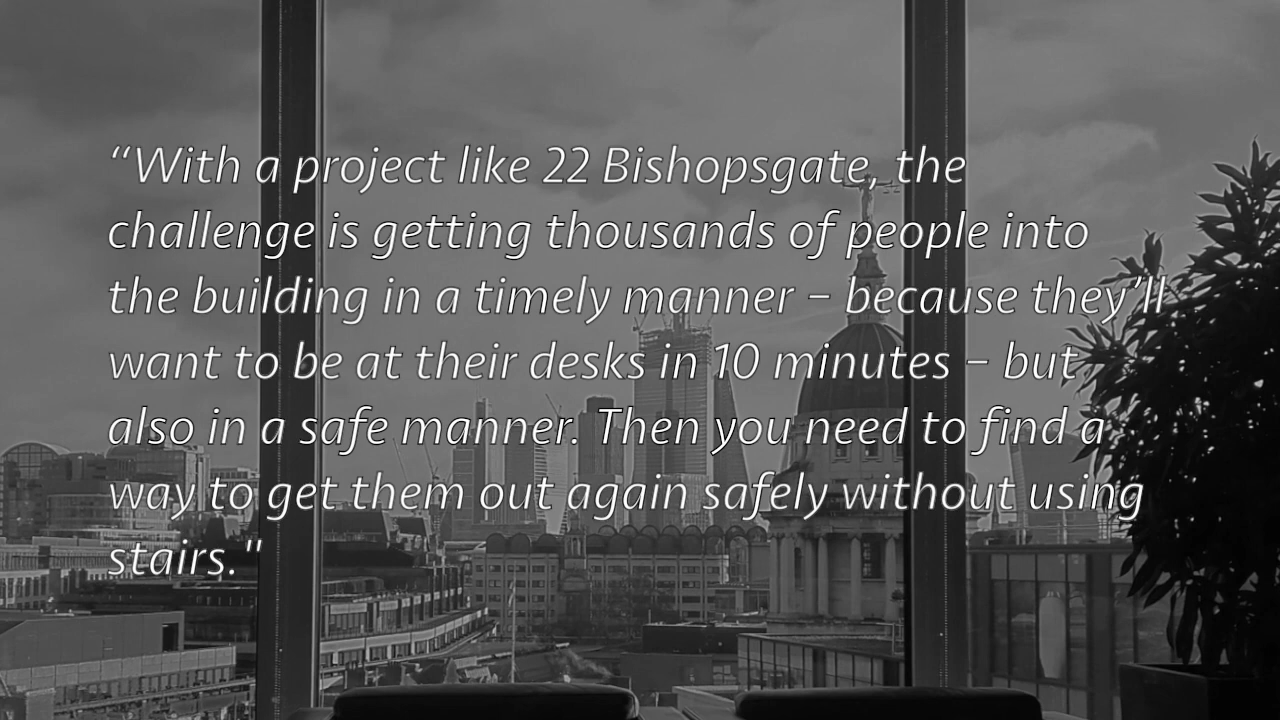 “With a project like 22 Bishopsgate, the
challenge is getting thousands of people into
the building in a timely manner – because they’ll
want to be at their desks in 10 minutes – but
also in a safe manner. Then you need to find a
way to get them out again safely without using
stairs."